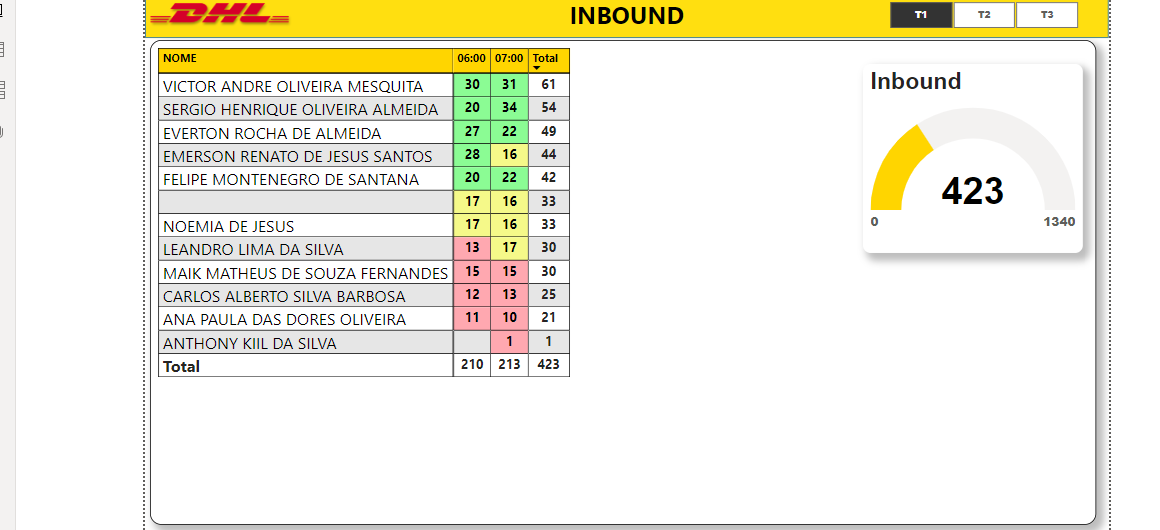 DHL
INBOUND
T1 T2 T3
NOME 06:00 07:00 Total
VICTOR ANDRE OLIVEIRA MESQUITA 30 31 61
SERGIO HENRIQUE OLIVEIRA ALMEIDA 20 34 54
EVERTON ROCHA DE ALMEIDA 27 22 49
EMERSON RENATO DE JESUS SANTOS 28 16 44
FELIPE MONTENEGRO DE SANTANA 20 22 42
17 16 33
NOEMIA DE JESUS 17 16 33
LEANDRO LIMA DA SILVA 13 17 30
MAIK MATHEUS DE SOUZA FERNANDES 15 15 30
CARLOS ALBERTO SILVA BARBOSA 12 13 25
ANA PAULA DAS DORES OLIVEIRA 11 10 21
ANTHONY KIIL DA SILVA 1 1
Total 210 213 423
Inbound
423
0 1340